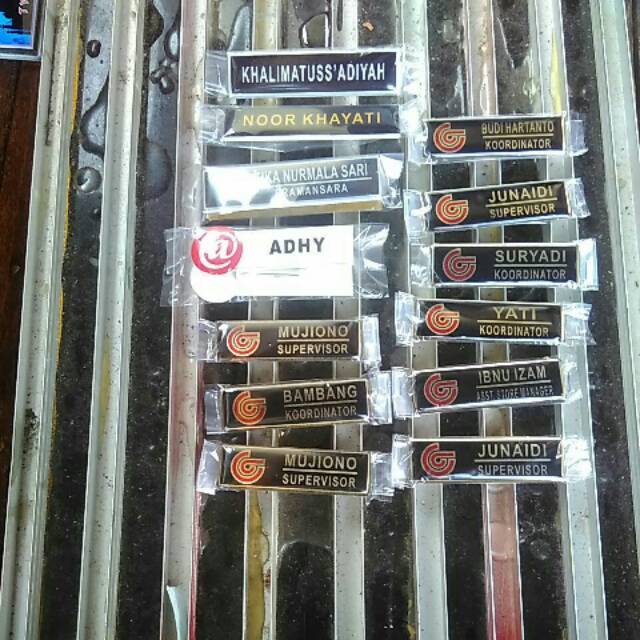 KHALIMATUSS'ADIYAH
NOOR KHAYATI
NURMALA SARI
RAMANSARA
@ ADHY
MUJIONO
SUPERVISOR
BAMBANG
KOORDINATOR
MUJIONO
SUPERVISOR
BUDI HARTANTO
KOORDINATOR
JUNAIDI
SUPERVISOR
SURYADI
KOORDINATOR
YATI
KOORDINATOR
IBNU IZAM
ASST. STORE MANAGER
JUNAIDI
SUPERVISOR